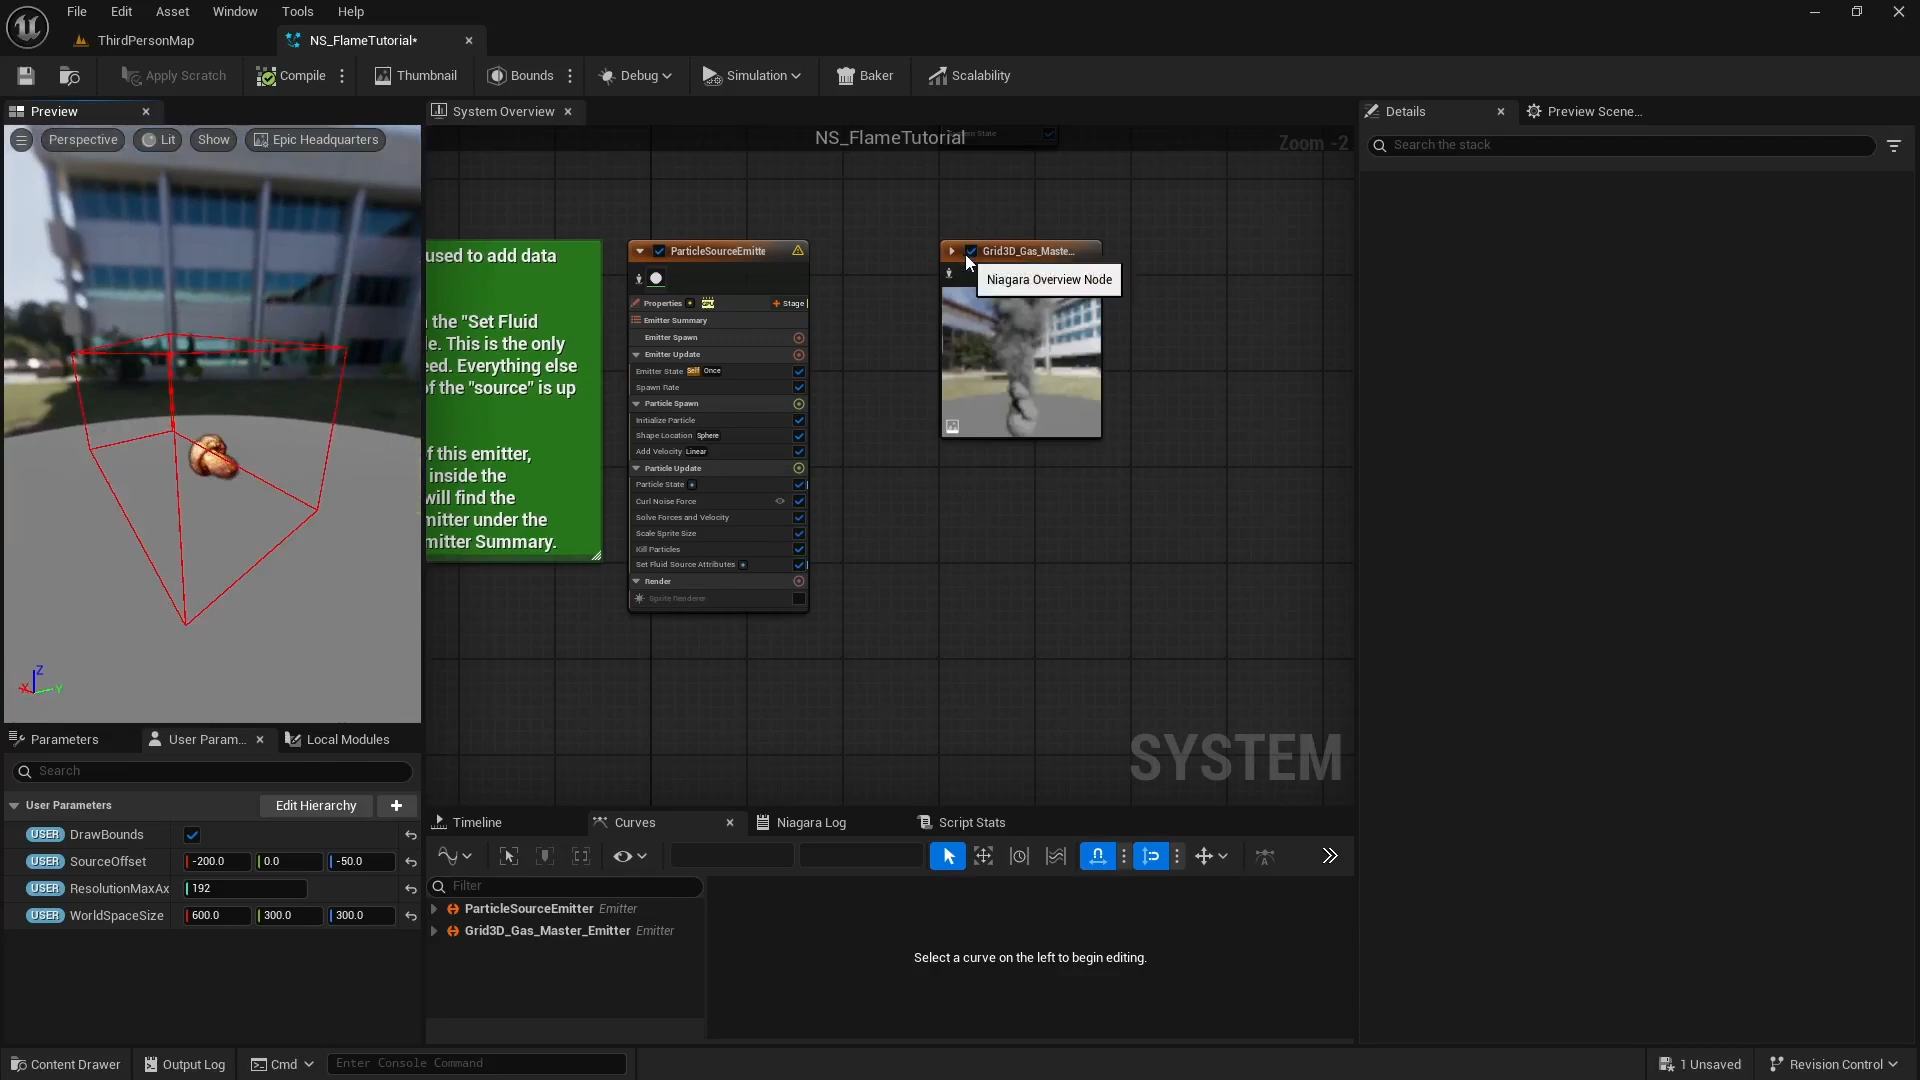 File Edit Asset Window Tools Help
ThirdPersonMap
NS_FlameTutorial*
Apply Scratch Compile Thumbnail Bounds Debug Simulation Baker Scalability
Preview
System Overview
Details
Preview Scene...
Perspective Lit Show Epic Headquarters
NS_FlameTutorial
State
Zoom -2
Search the stack
used to add data
the "Set Fluid
e. This is the only
eed. Everything else
of the "source" is up
f this emitter,
inside the
will find the
mitter under the
mitter Summary.
ParticleSourceEmitte
Properties GPU Stage
Emitter Summary
Emitter Spawn
Emitter Update
Emitter State Self Once
Spawn Rate
Particle Spawn
Initialize Particle
Shape Location Sphere
Add Velocity Linear
Particle Update
Particle State
Curl Noise Force
Solve Forces and Velocity
Scale Sprite Size
Kill Particles
Set Fluid Source Attributes
Render
Sprite Renderer
Grid3D_Gas_Maste...
Niagara Overview Node
SYSTEM
Z
X
Y
Parameters
User Param...
Local Modules
Search
User Parameters
Edit Hierarchy
USER DrawBounds
USER SourceOffset -200.0 0.0 -50.0
USER ResolutionMaxAx 192
USER WorldSpaceSize 600.0 300.0 300.0
Timeline
Curves
Niagara Log
Script Stats
Filter
ParticleSourceEmitter Emitter
Grid3D_Gas_Master_Emitter Emitter
Select a curve on the left to begin editing.
Content Drawer
Output Log
Cmd
Enter Console Command
1 Unsaved
Revision Control